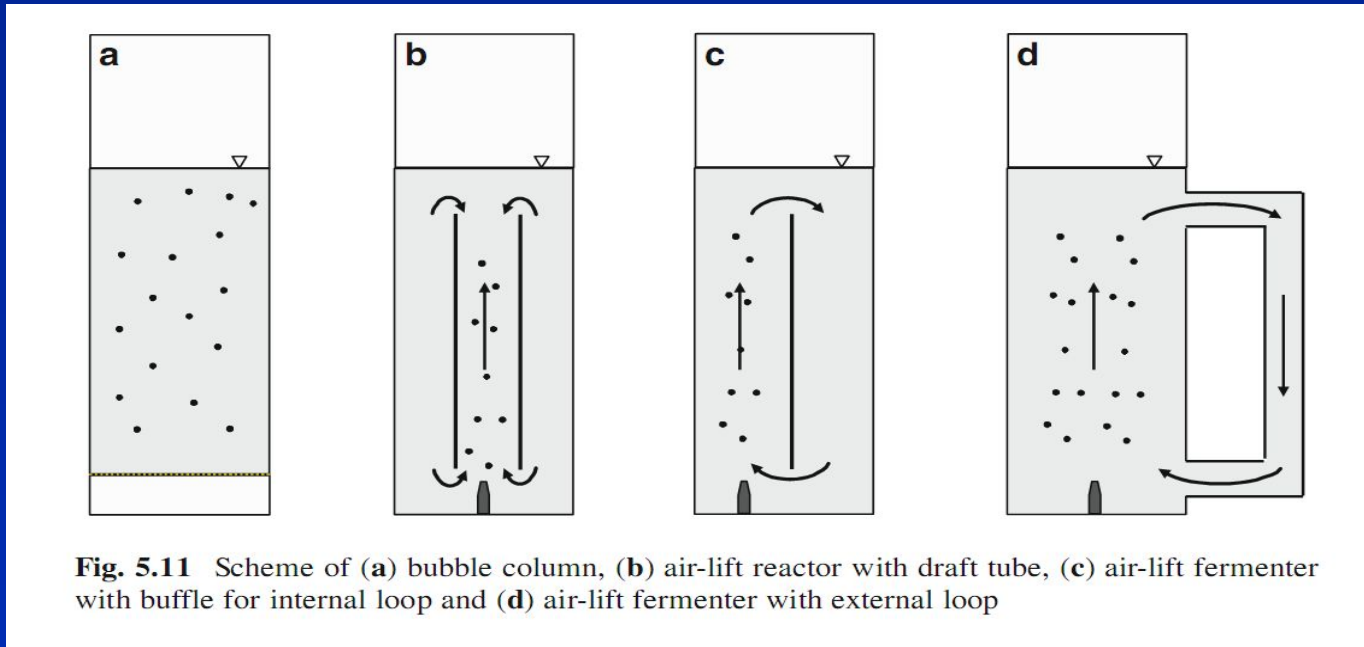 a
b
c
d
Fig. 5.11 Scheme of (a) bubble column, (b) air-lift reactor with draft tube, (c) air-lift fermenter
with buffle for internal loop and (d) air-lift fermenter with external loop